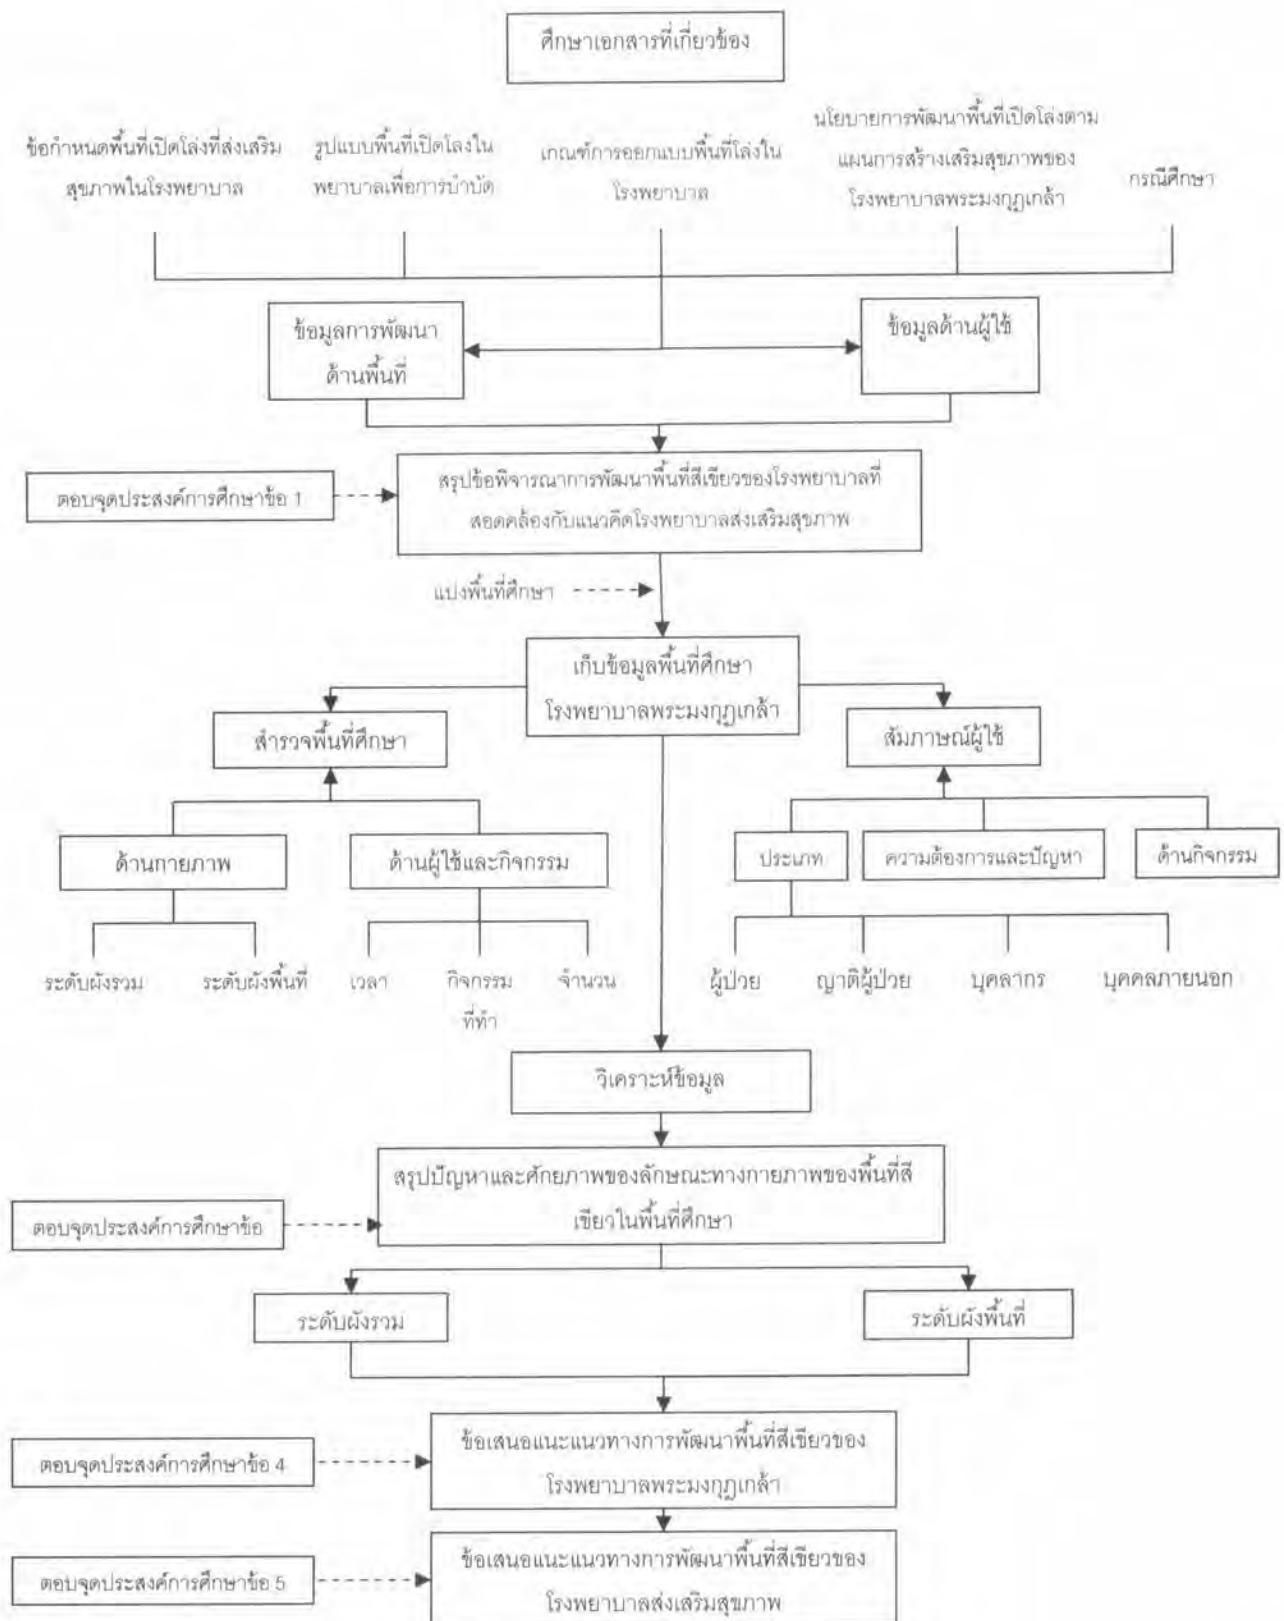 ศึกษาเอกสารที่เกี่ยวข้อง
ข้อกำหนดพื้นที่เปิดโล่งที่ส่งเสริม
สุขภาพในโรงพยาบาล
รูปแบบพื้นที่เปิดโลงใน
พยาบาลเพื่อการบำบัด
เกณฑ์การออกแบบพื้นที่โล่งใน
โรงพยาบาล
นโยบายการพัฒนาพื้นที่เปิดโล่งตาม
แผนการสร้างเสริมสุขภาพของ
โรงพยาบาลพระมงกุฎเกล้า
กรณีศึกษา
ข้อมูลการพัฒนา
ด้านพื้นที่
ข้อมูลด้านผู้ใช้
ตอบจุดประสงค์การศึกษาข้อ 1
สรุปข้อพิจารณาการพัฒนาพื้นที่สีเขียวของโรงพยาบาลที่
สอดคล้องกับแนวคิดโรงพยาบาลส่งเสริมสุขภาพ
แบ่งพื้นที่ศึกษา
เก็บข้อมูลพื้นที่ศึกษา
โรงพยาบาลพระมงกุฎเกล้า
สำรวจพื้นที่ศึกษา
สัมภาษณ์ผู้ใช้
ด้านกายภาพ
ด้านผู้ใช้และกิจกรรม
ประเภท
ความต้องการและปัญหา
ด้านกิจกรรม
ระดับผังรวม
ระดับผังพื้นที่
เวลา
กิจกรรม
ที่ทำ
จำนวน
ผู้ป่วย
ญาติผู้ป่วย
บุคลากร
บุคคลภายนอก
วิเคราะห์ข้อมูล
สรุปปัญหาและศักยภาพของลักษณะทางกายภาพของพื้นที่สี
เขียวในพื้นที่ศึกษา
ตอบจุดประสงค์การศึกษาข้อ
ระดับผังรวม
ระดับผังพื้นที่
ตอบจุดประสงค์การศึกษาข้อ 4
ข้อเสนอแนะแนวทางการพัฒนาพื้นที่สีเขียวของ
โรงพยาบาลพระมงกุฎเกล้า
ตอบจุดประสงค์การศึกษาข้อ 5
ข้อเสนอแนะแนวทางการพัฒนาพื้นที่สีเขียวของ
โรงพยาบาลส่งเสริมสุขภาพ